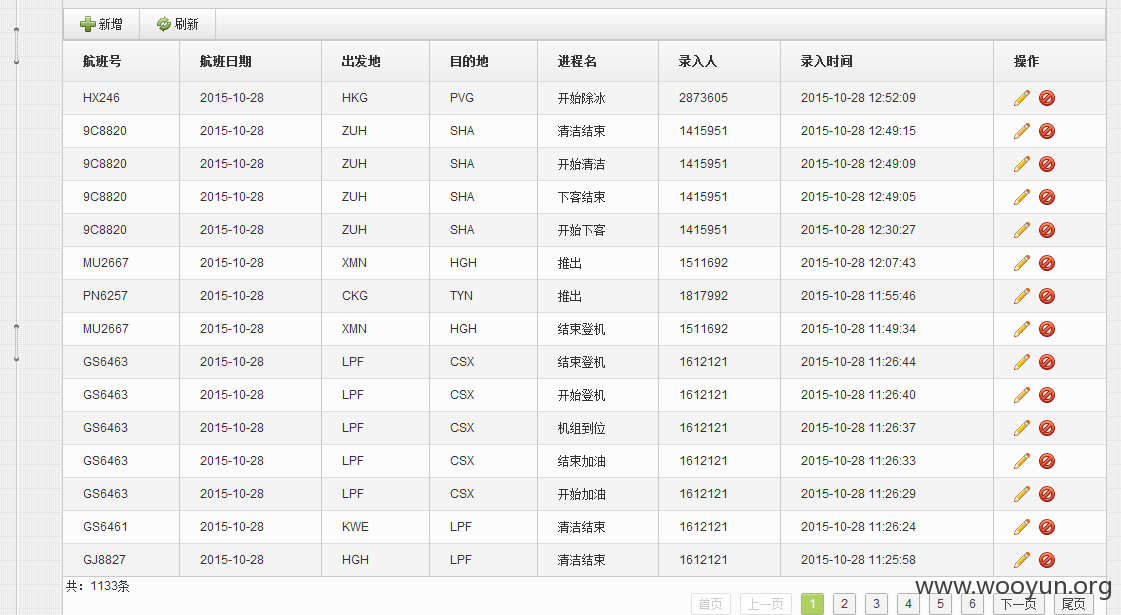 新增 刷新
航班号 航班日期 出发地 目的地 进程名 录入人 录入时间 操作
HX246 2015-10-28 HKG PVG 开始除冰 2873605 2015-10-28 12:52:09
9C8820 2015-10-28 ZUH SHA 清洁结束 1415951 2015-10-28 12:49:15
9C8820 2015-10-28 ZUH SHA 开始清洁 1415951 2015-10-28 12:49:09
9C8820 2015-10-28 ZUH SHA 下客结束 1415951 2015-10-28 12:49:05
9C8820 2015-10-28 ZUH SHA 开始下客 1415951 2015-10-28 12:30:27
MU2667 2015-10-28 XMN HGH 推出 1511692 2015-10-28 12:07:43
PN6257 2015-10-28 CKG TYN 推出 1817992 2015-10-28 11:55:46
MU2667 2015-10-28 XMN HGH 结束登机 1511692 2015-10-28 11:49:34
GS6463 2015-10-28 LPF CSX 结束登机 1612121 2015-10-28 11:26:44
GS6463 2015-10-28 LPF CSX 开始登机 1612121 2015-10-28 11:26:40
GS6463 2015-10-28 LPF CSX 机组到位 1612121 2015-10-28 11:26:37
GS6463 2015-10-28 LPF CSX 结束加油 1612121 2015-10-28 11:26:33
GS6463 2015-10-28 LPF CSX 开始加油 1612121 2015-10-28 11:26:29
GS6461 2015-10-28 KWE LPF 清洁结束 1612121 2015-10-28 11:26:24
GJ8827 2015-10-28 HGH LPF 清洁结束 1612121 2015-10-28 11:25:58
共：1133条
www.wooyun.org
首页 上一页 1 2 3 4 5 6 下一页 尾页